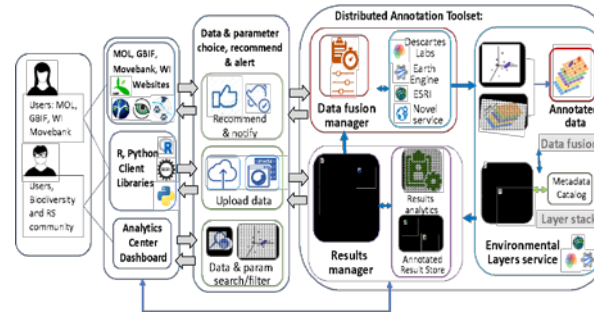 Distributed Annotation Toolset:
Users: MOL,
GBIF, WI
Movebank
Users,
Biodiversity
and RS
community
MOL, GBIF,
Movebank, WI
Websites
R, Python
Client
Libraries
Analytics
Center
Dashboard
Data &
parameter
choice, recommend
& alert
Recommend
& notify
Upload data
Data & param
search/filter
Data fusion
manager
Descartes
Labs
Earth
Engine
ESRI
Novel
service
Results
manager
Results
analytics
Annotated
Result Store
Annotated
data
Data fusion
Metadata
Catalog
Layer stack
Environmental
Layers service